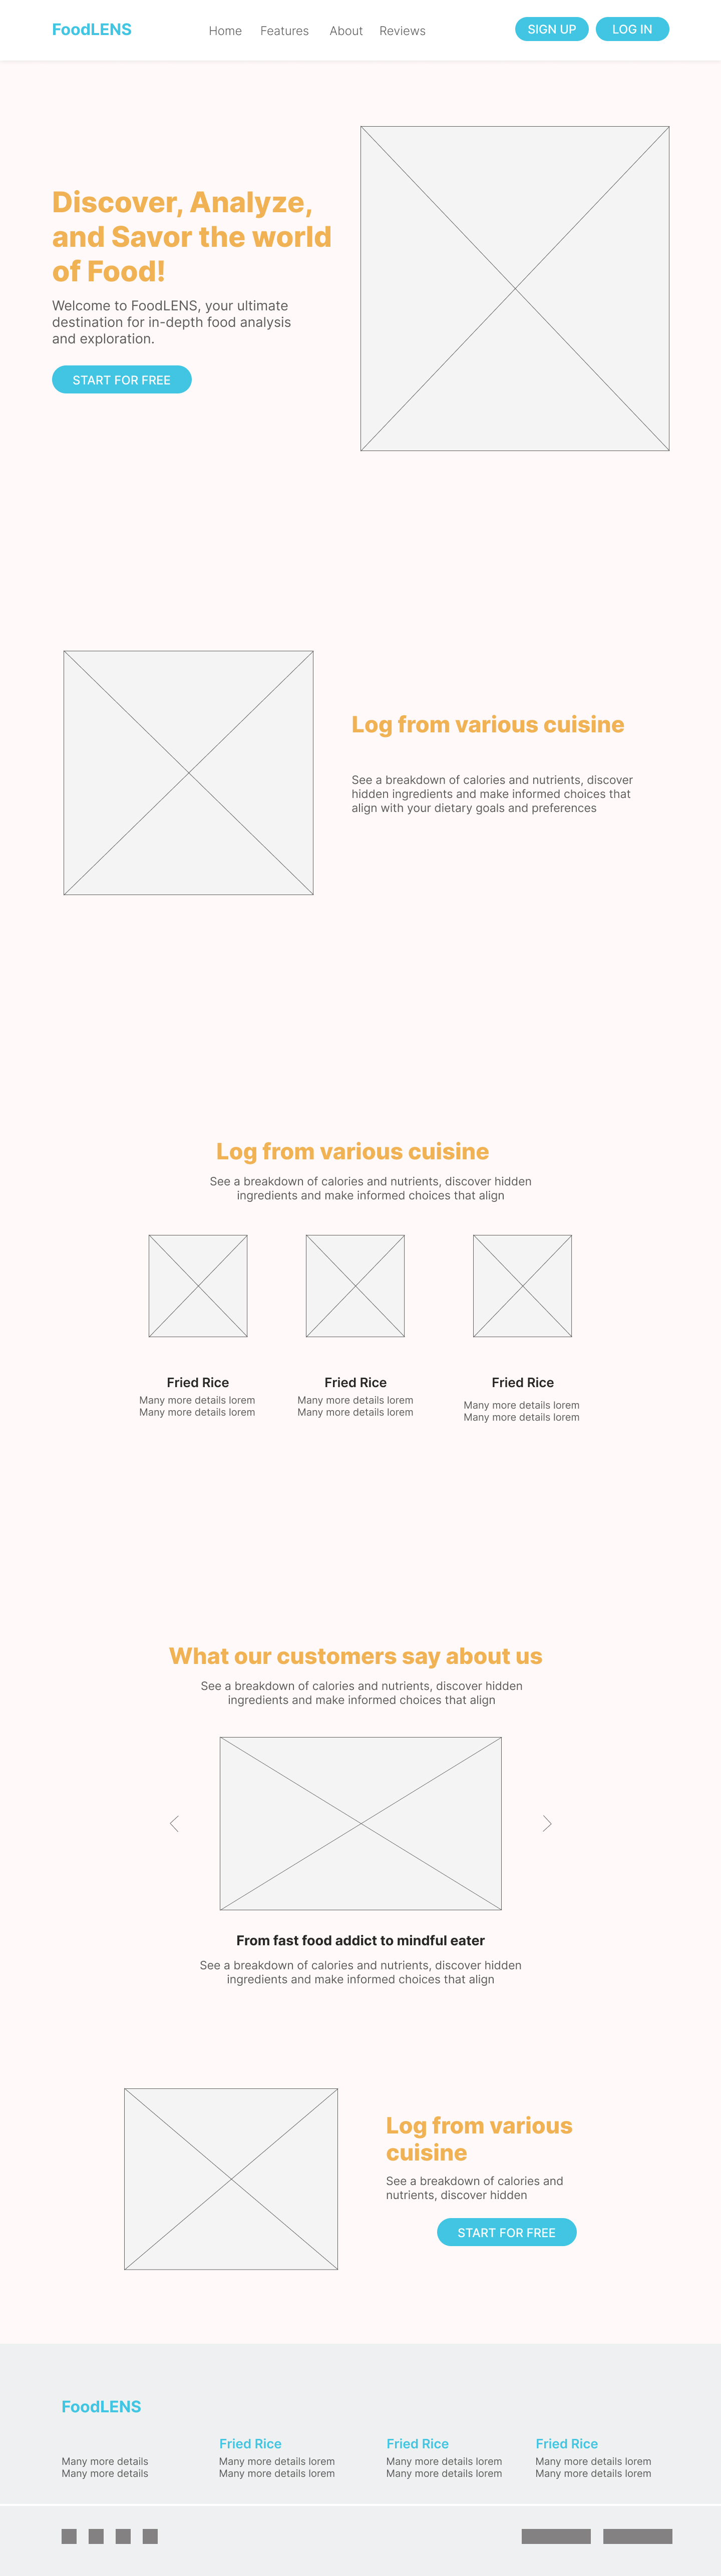 FoodLENS
Home Features About Reviews
SIGN UP LOG IN
Discover, Analyze,
and Savor the world
of Food!
Welcome to FoodLENS, your ultimate
destination for in-depth food analysis
and exploration.
START FOR FREE
Log from various cuisine
See a breakdown of calories and nutrients, discover
hidden ingredients and make informed choices that
align with your dietary goals and preferences
Log from various cuisine
See a breakdown of calories and nutrients, discover hidden
ingredients and make informed choices that align
Fried Rice
Many more details lorem
Many more details lorem
Fried Rice
Many more details lorem
Many more details lorem
Fried Rice
Many more details lorem
Many more details lorem
What our customers say about us
See a breakdown of calories and nutrients, discover hidden
ingredients and make informed choices that align
From fast food addict to mindful eater
See a breakdown of calories and nutrients, discover hidden
ingredients and make informed choices that align
Log from various
cuisine
See a breakdown of calories and
nutrients, discover hidden
START FOR FREE
FoodLENS
Many more details
Many more details
Fried Rice
Many more details lorem
Many more details lorem
Fried Rice
Many more details lorem
Many more details lorem
Fried Rice
Many more details lorem
Many more details lorem